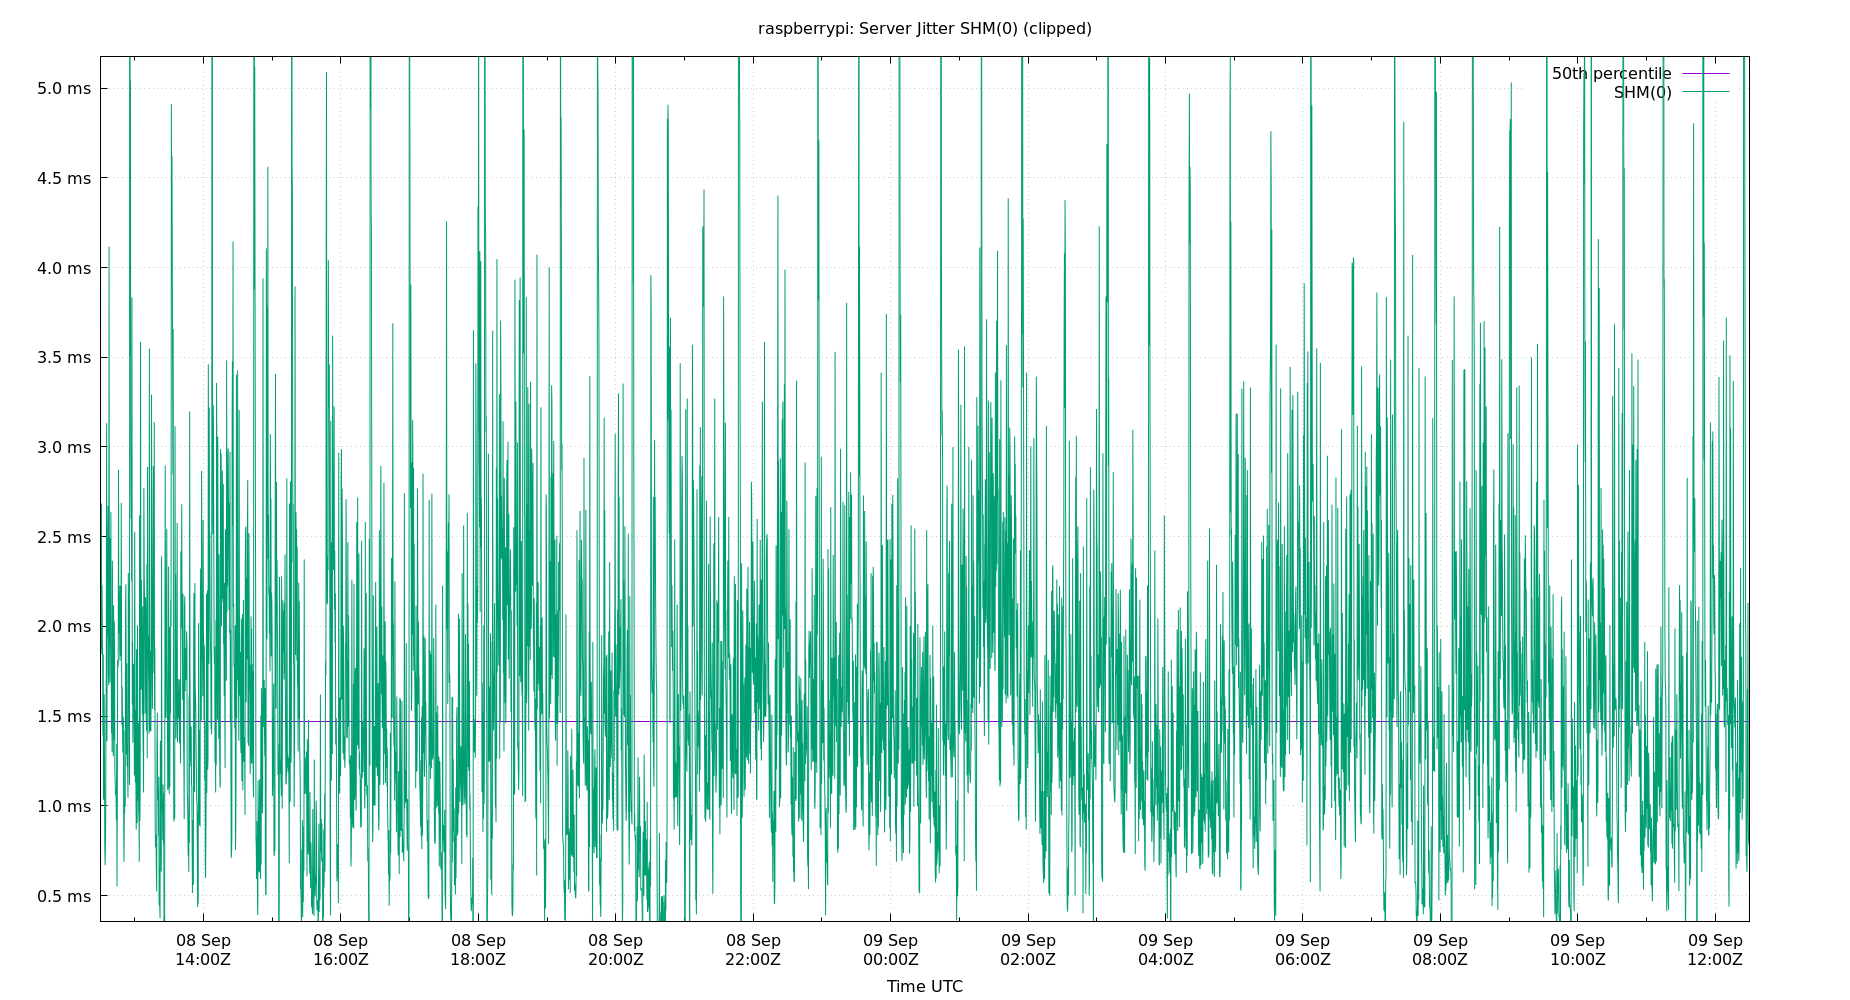 raspberrypi: Server Jitter SHM(0) (clipped)
50th percentile
SHM(0)
5.0 ms
4.5 ms
4.0 ms
3.5 ms
3.0 ms
2.5 ms
2.0 ms
1.5 ms
1.0 ms
0.5 ms
08 Sep 08 Sep 08 Sep 08 Sep 08 Sep 09 Sep 09 Sep 09 Sep 09 Sep 09 Sep 09 Sep 09 Sep
14:00Z 16:00Z 18:00Z 20:00Z 22:00Z 00:00Z 02:00Z 04:00Z 06:00Z 08:00Z 10:00Z 12:00Z
Time UTC